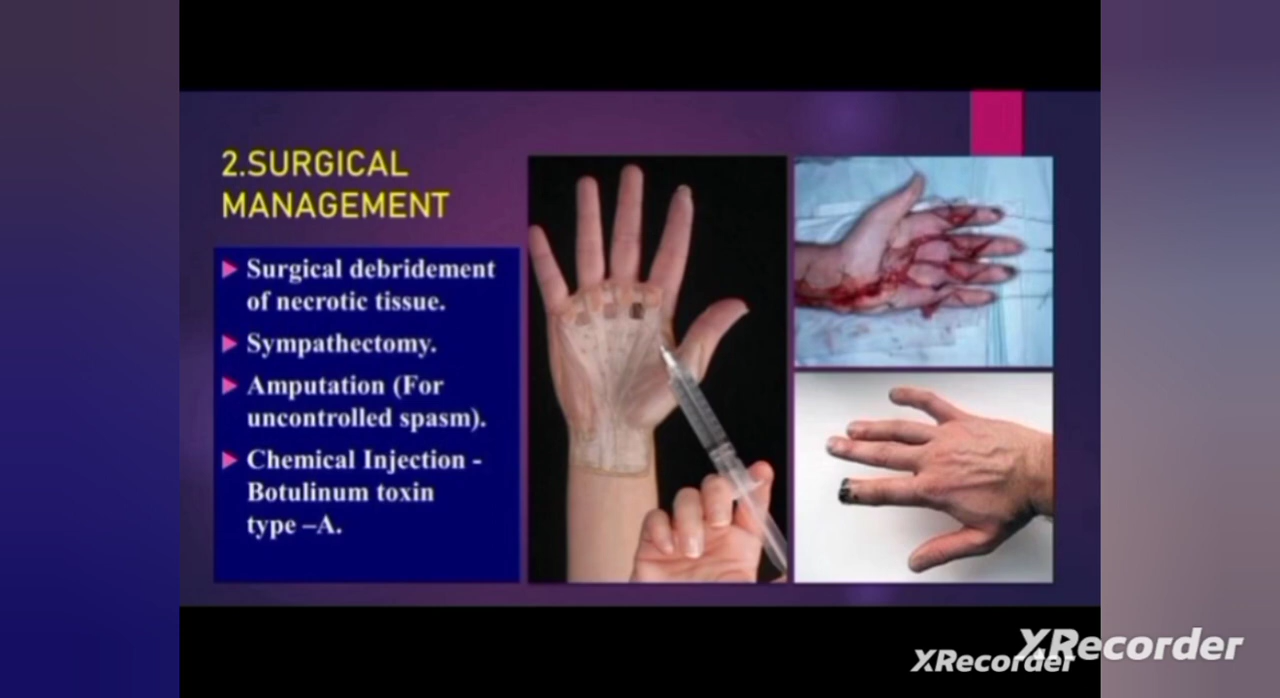 2.SURGICAL
MANAGEMENT
Surgical debridement
of necrotic tissue.
Sympathectomy.
Amputation (For
uncontrolled spasm).
Chemical Injection -
Botulinum toxin
type –A.
XRecorder
XRecorder